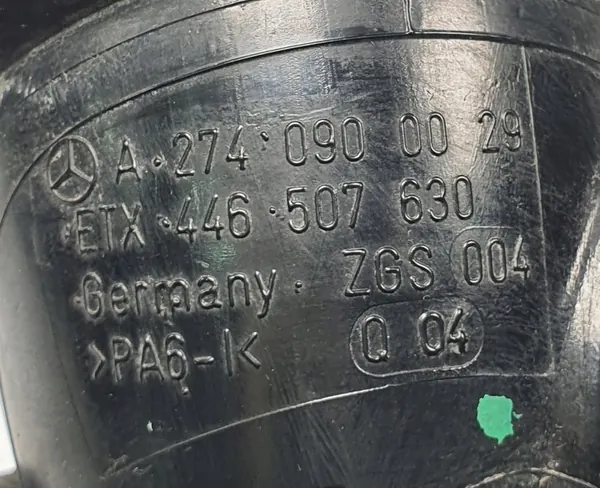 A 274 090 00 29
ETX 446 507 630
Germany ZGS 004
>PA6-I< Q 04